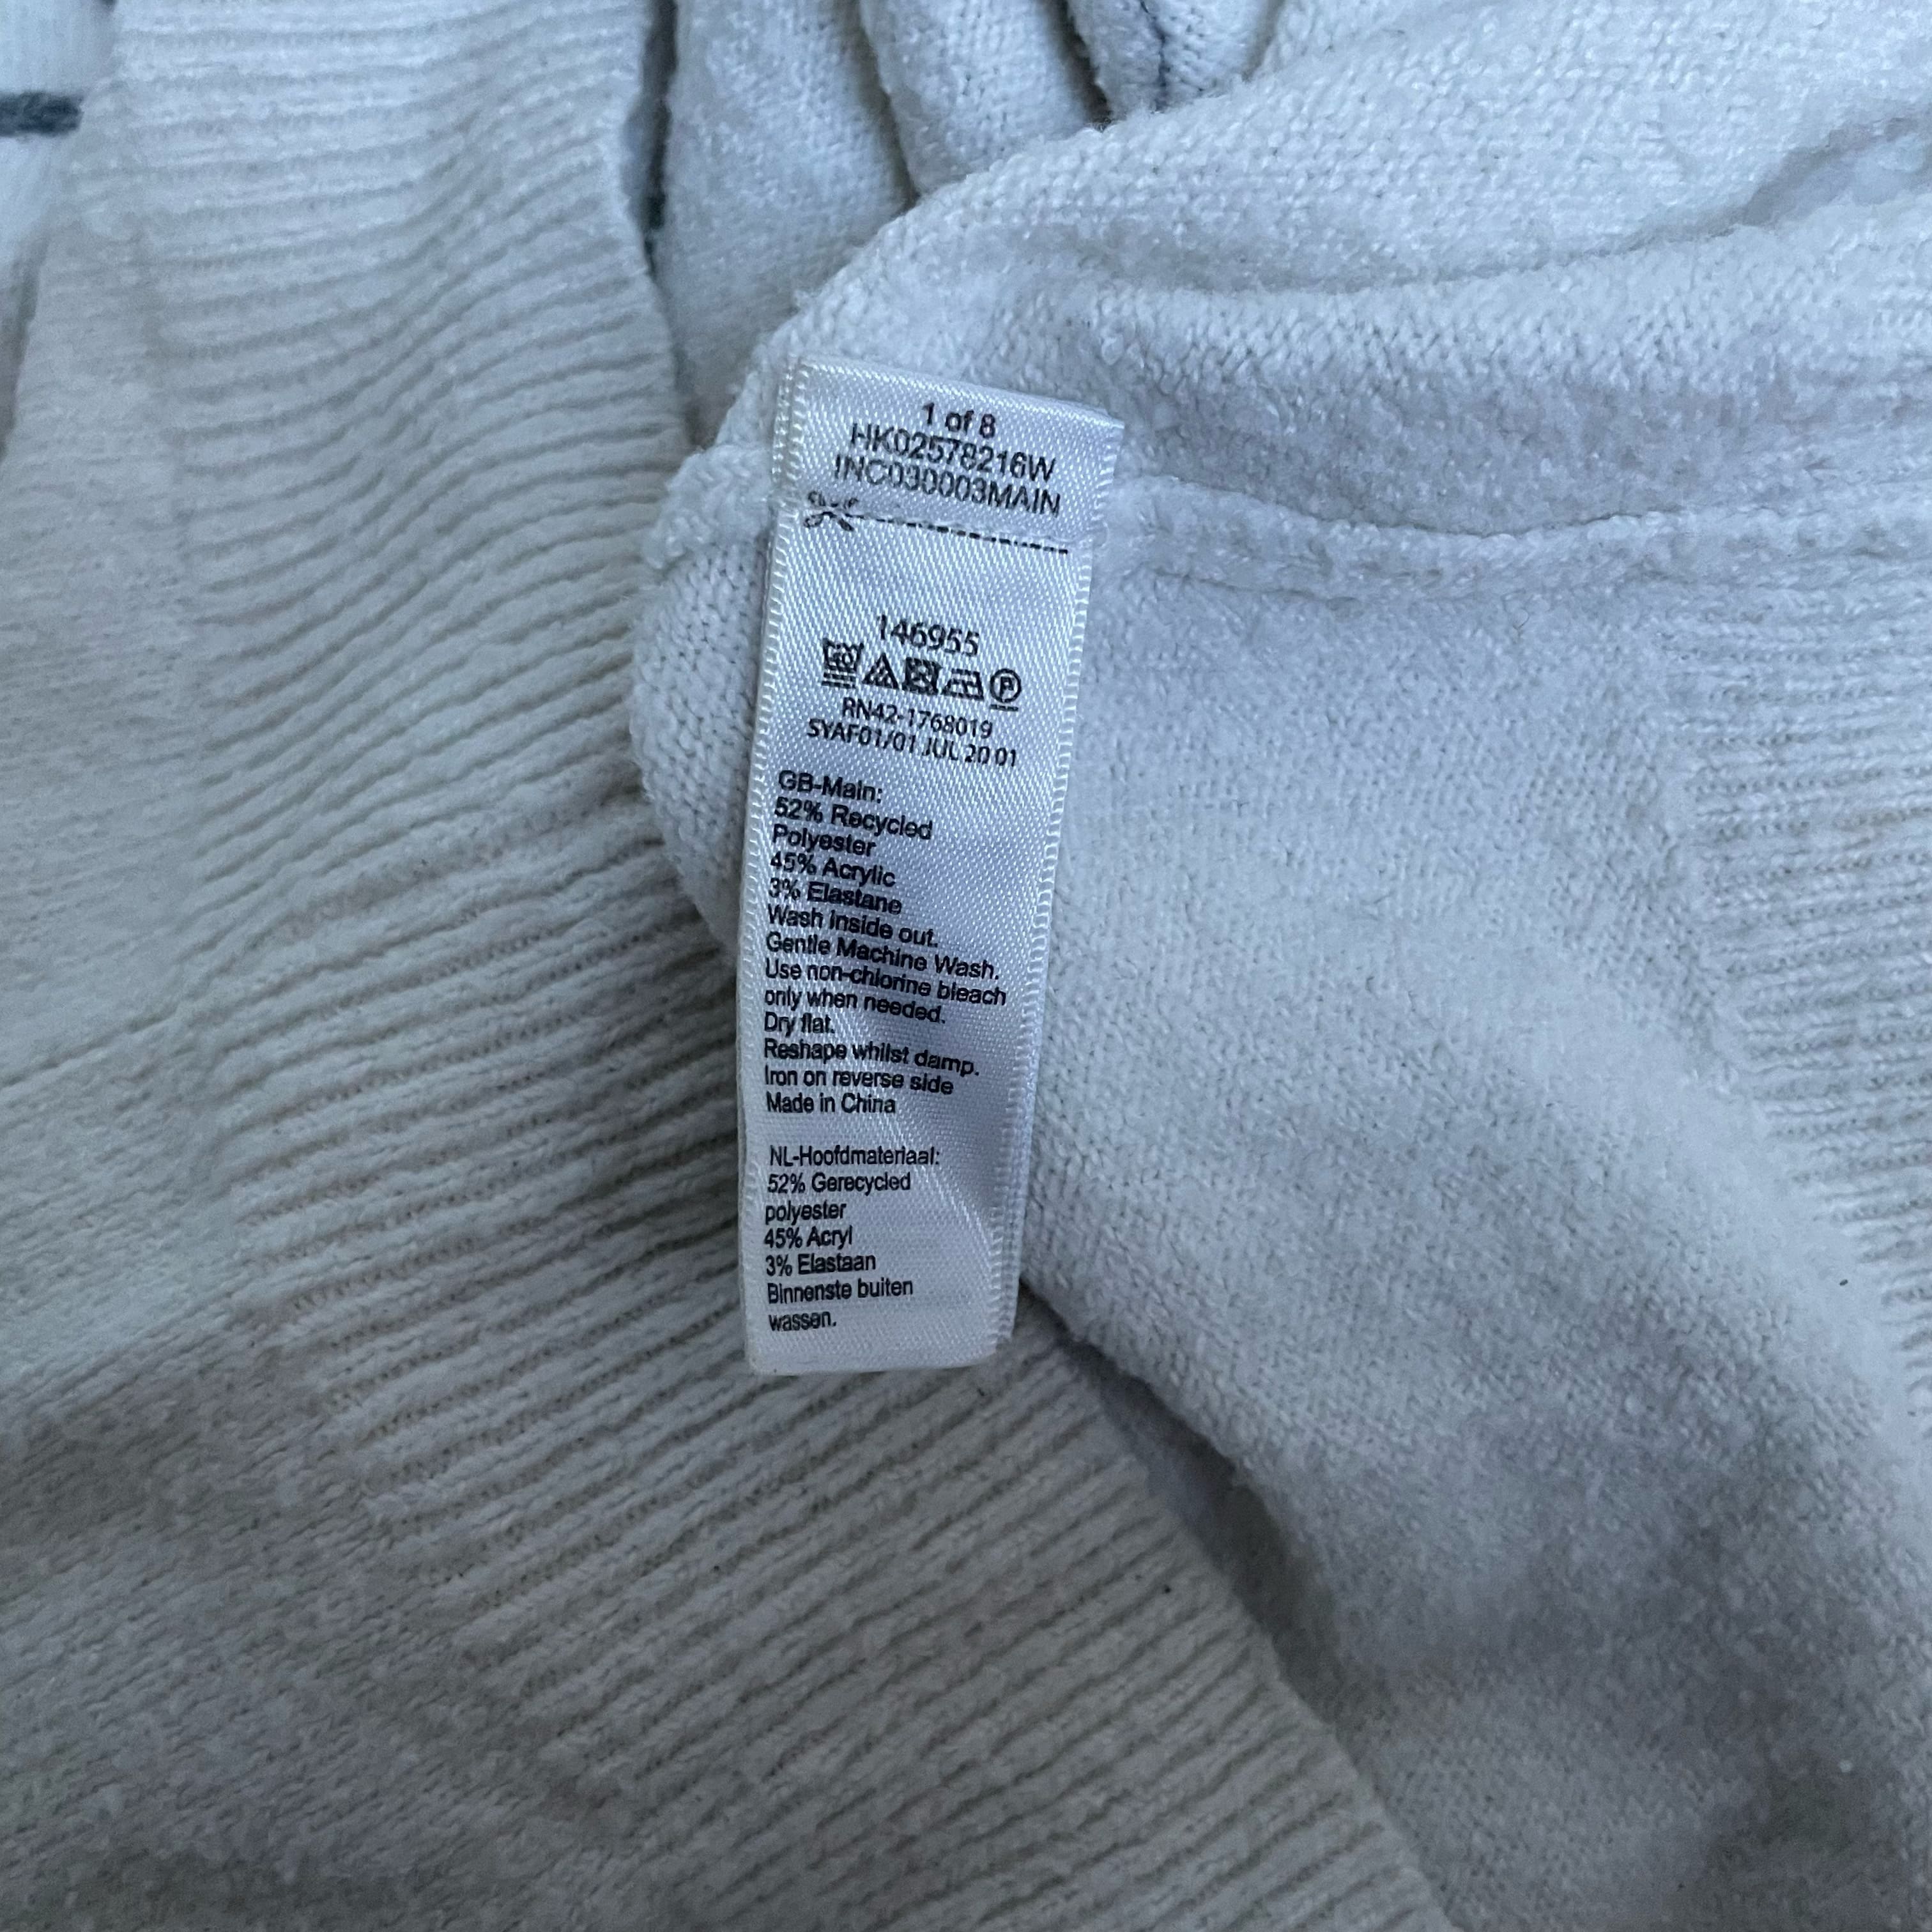 1 of 8
HK02578216W
INC030003MAIN
146955
40 P
RN42-1768019
SYAF01/01 JUL 20 01
GB-Main:
52% Recycled
Polyester
45% Acrylic
3% Elastane
Wash inside out.
Gentle Machine Wash.
Use non-chlorine bleach
only when needed.
Dry flat.
Reshape whilst damp.
Iron on reverse side
Made in China
NL-Hoofdmateriaal:
52% Gerecycled
polyester
45% Acryl
3% Elastaan
Binnenste buiten
wassen.